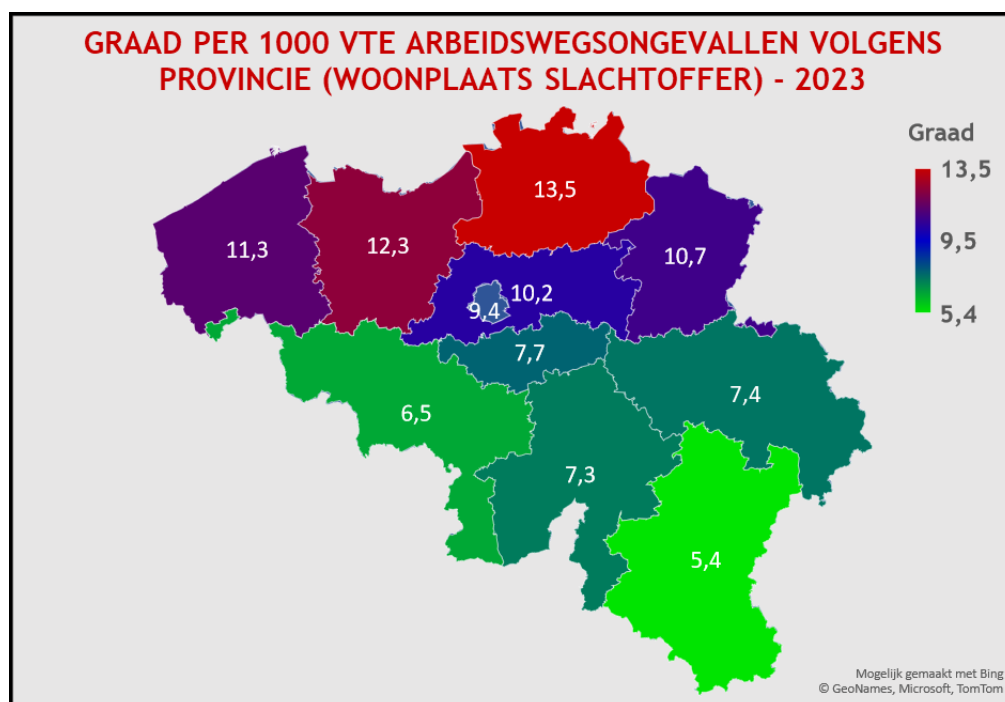 GRAAD PER 1000 VTE ARBEIDSWEGSONGEVALLEN VOLGENS
PROVINCIE (WOONPLAATS SLACHTOFFER) - 2023
Graad
13,5
9,5
5,4
13,5
11,3
12,3
10,7
10,2
9,4
7,7
7,4
6,5
7,3
5,4
Mogelijk gemaakt met Bing
© GeoNames, Microsoft, TomTom